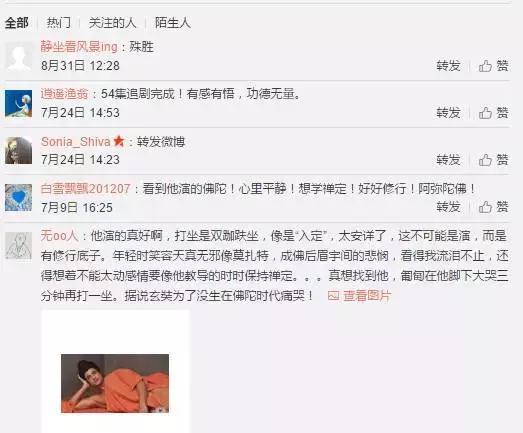 全部 | 热门 | 关注的人 | 陌生人
静坐看风景ing：殊胜
8月31日 12:28 转发 | 赞
逍遥渔翁：54集追剧完成！有感有悟，功德无量。
7月24日 14:53 转发 | 赞
Sonia_Shiva：转发微博
7月24日 14:23 转发 | 赞
白雪飘飘201207：看到他演的佛陀！心里平静！想学禅定！好好修行！阿弥陀佛！
7月9日 16:25 转发 | 赞
无oo人：他演的真好啊，打坐是双咖趺坐，像是“入定”，太安详了，这不可能是演，而是
有修行底子。年轻时笑容天真无邪像莫扎特，成佛后眉宇间的悲悯，看得我流泪不止，还
得想着不能太动感情要像他教导的时时保持禅定。。。真想找到他，匍匐在他脚下大哭三
分钟再打一坐。据说玄奘为了没生在佛陀时代痛哭！ 查看图片